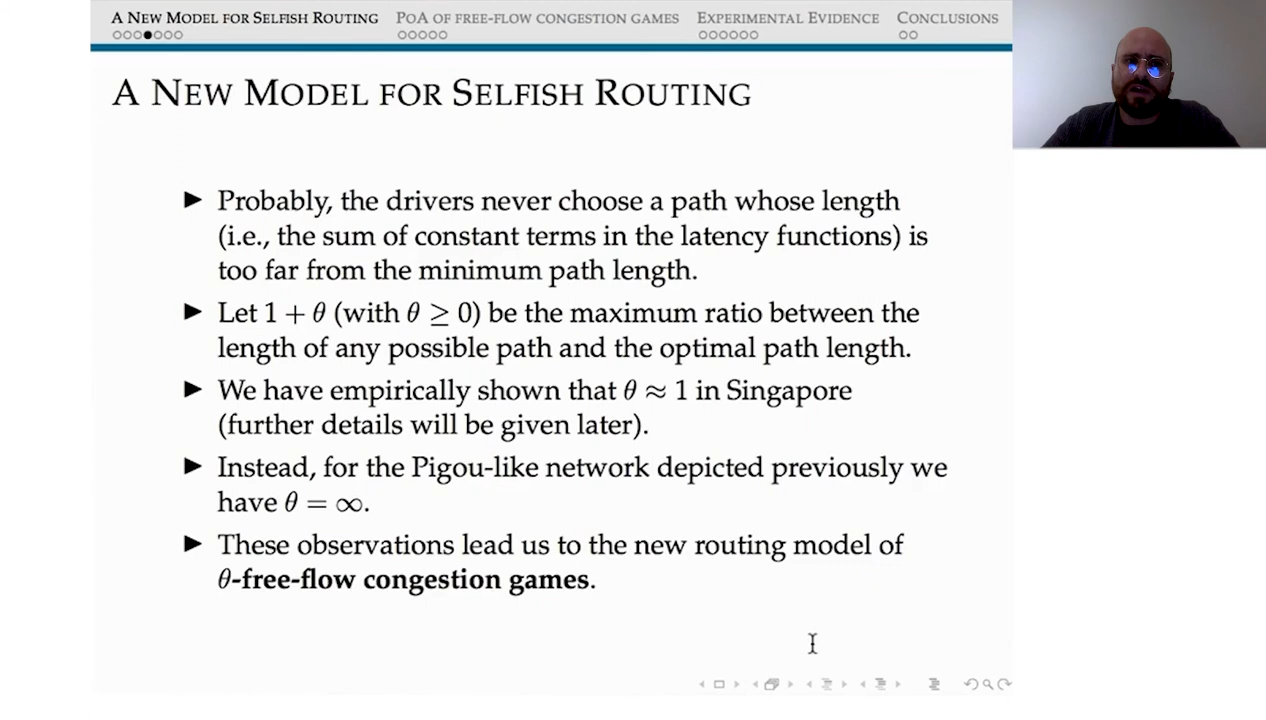 A New Model for Selfish Routing PoA of free-flow congestion games Experimental Evidence Conclusions
A New Model for Selfish Routing
► Probably, the drivers never choose a path whose length
(i.e., the sum of constant terms in the latency functions) is
too far from the minimum path length.
► Let 1 + θ (with θ ≥ 0) be the maximum ratio between the
length of any possible path and the optimal path length.
► We have empirically shown that θ ≈ 1 in Singapore
(further details will be given later).
► Instead, for the Pigou-like network depicted previously we
have θ = ∞.
► These observations lead us to the new routing model of
θ-free-flow congestion games.